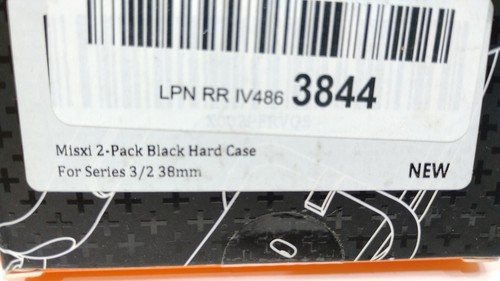 LPN RR IV486 3844
Misxi 2-Pack Black Hard Case
For Series 3/2 38mm
NEW